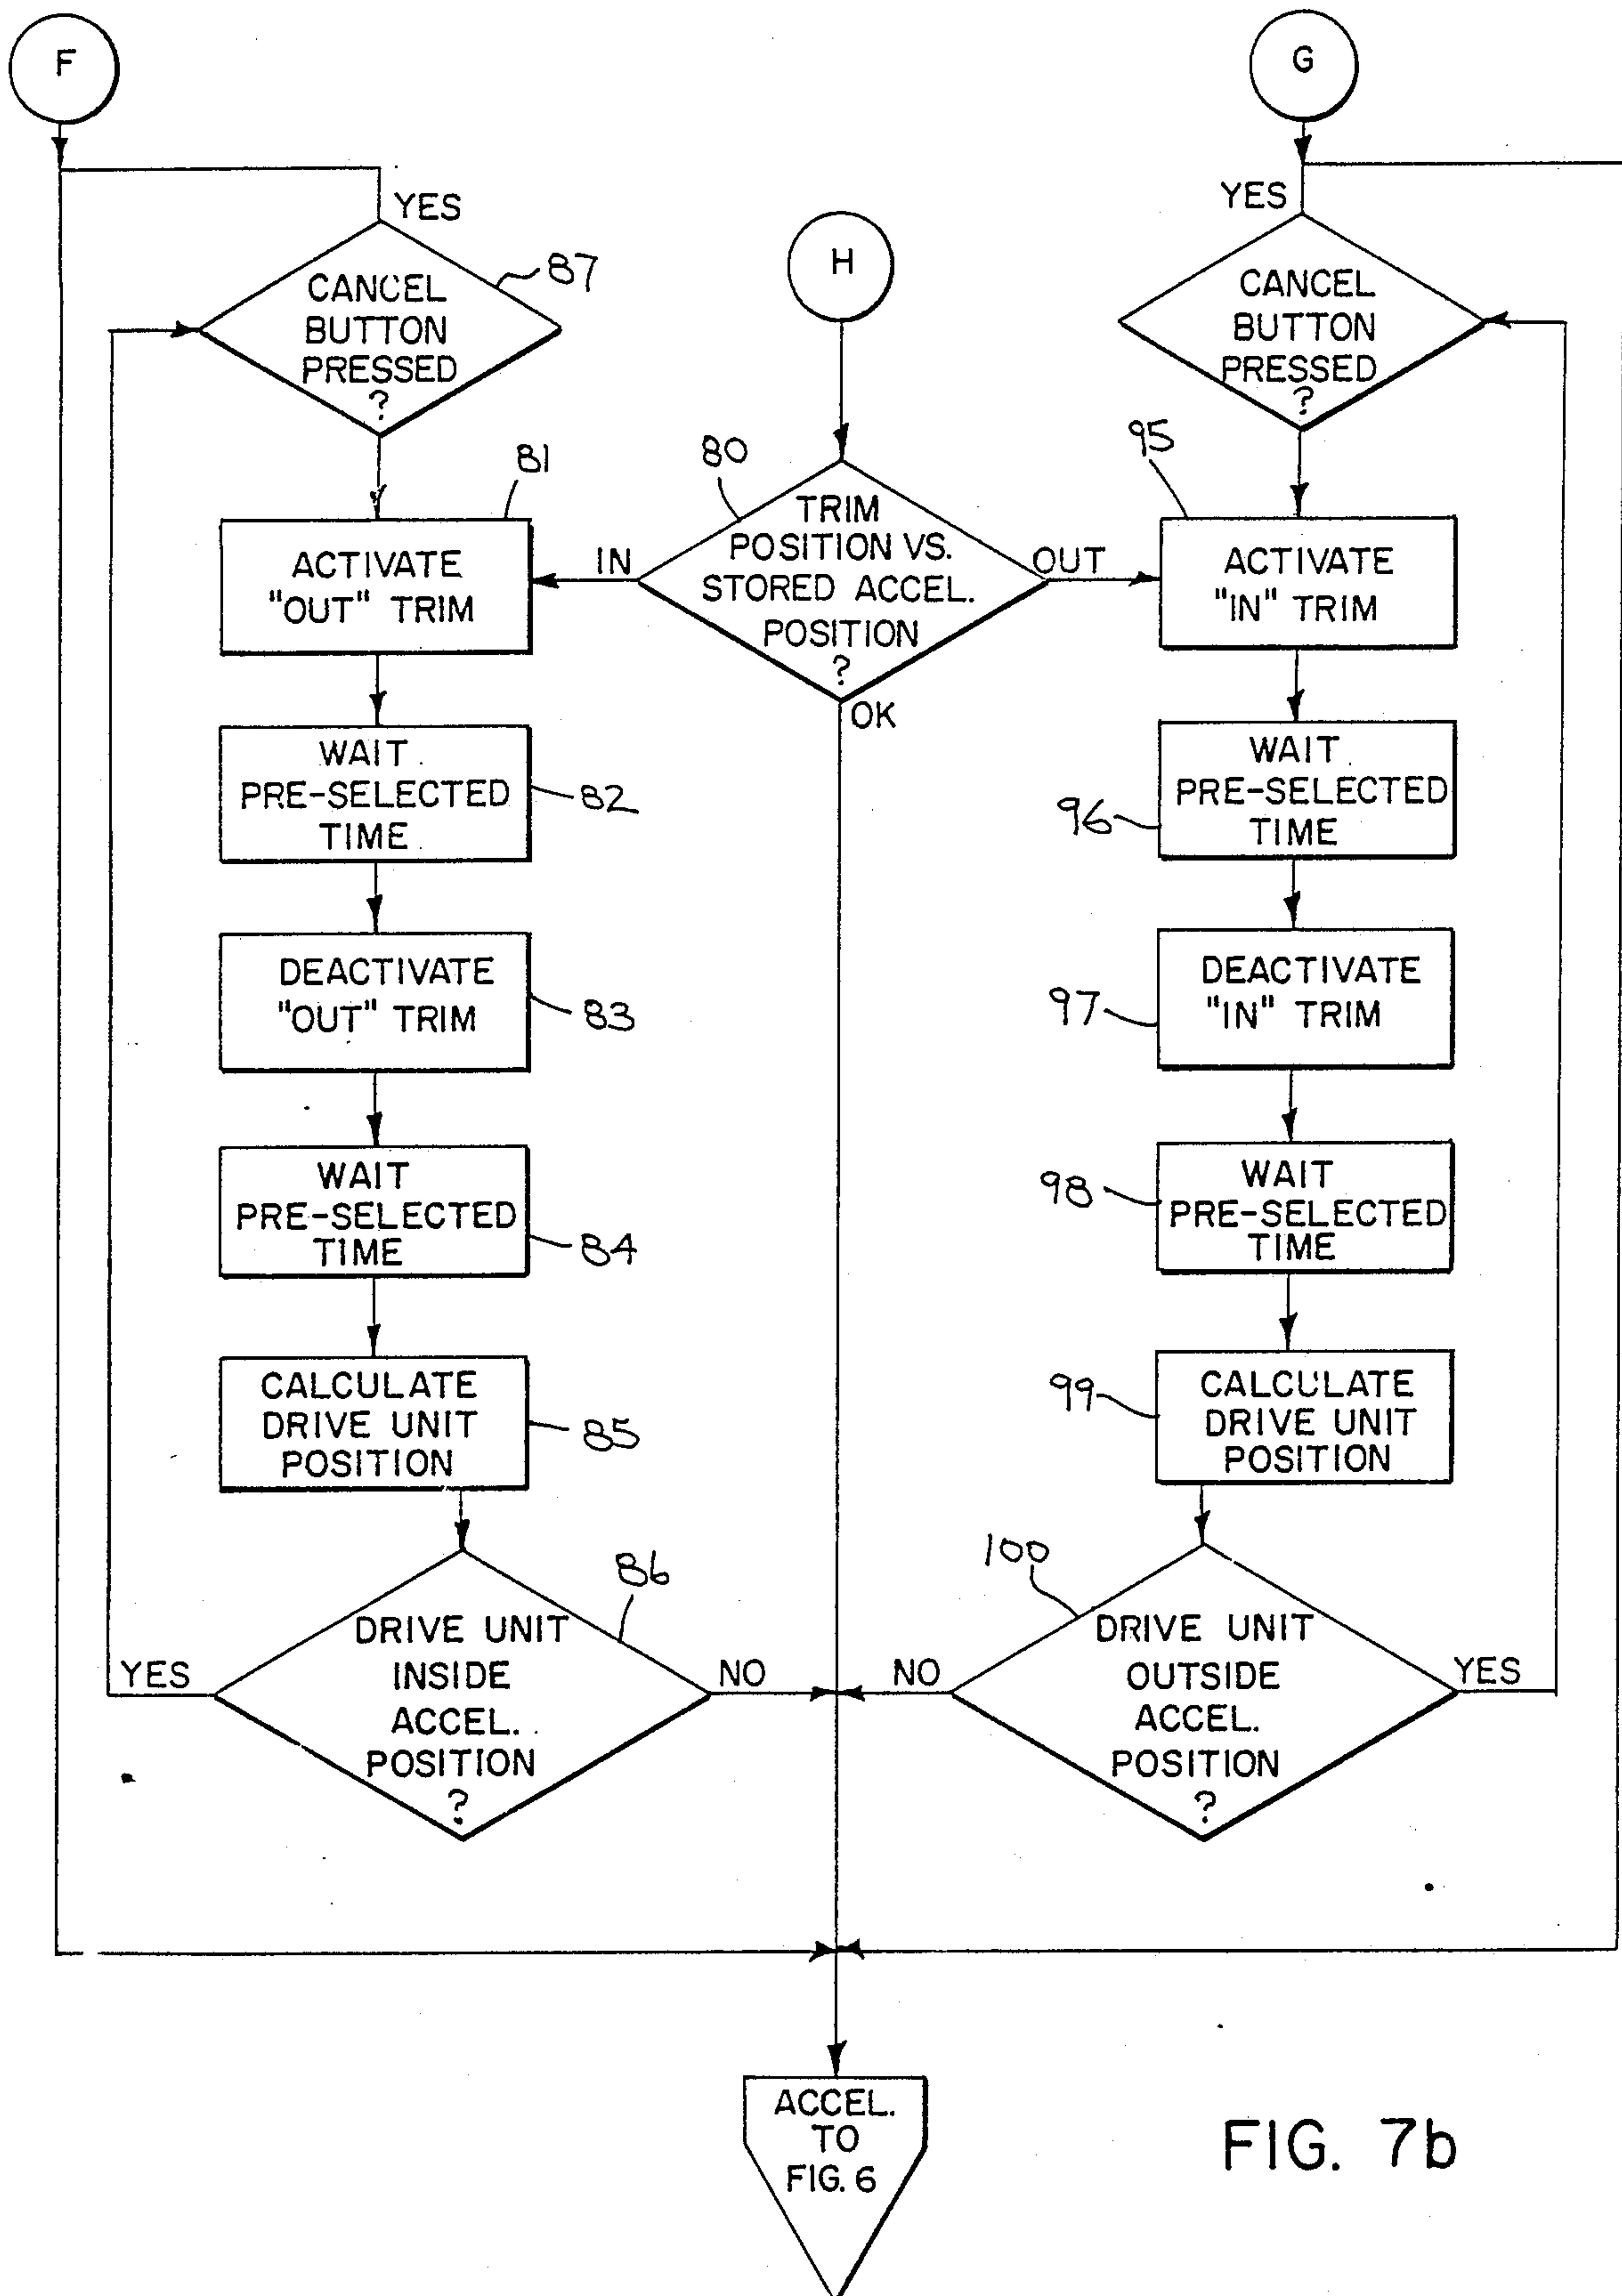 F
G
YES
CANCEL
BUTTON
PRESSED
?
87
H
YES
CANCEL
BUTTON
PRESSED
?
81
ACTIVATE
"OUT" TRIM
80
TRIM
POSITION VS.
STORED ACCEL.
POSITION
?
IN
OUT
OK
95
ACTIVATE
"IN" TRIM
WAIT
PRE-SELECTED
TIME
82
96
WAIT
PRE-SELECTED
TIME
DEACTIVATE
"OUT" TRIM
83
97
DEACTIVATE
"IN" TRIM
WAIT
PRE-SELECTED
TIME
84
98
WAIT
PRE-SELECTED
TIME
CALCULATE
DRIVE UNIT
POSITION
85
99
CALCULATE
DRIVE UNIT
POSITION
86
DRIVE UNIT
INSIDE
ACCEL.
POSITION
?
YES
NO
100
DRIVE UNIT
OUTSIDE
ACCEL.
POSITION
?
NO
YES
ACCEL.
TO
FIG. 6
FIG. 7b